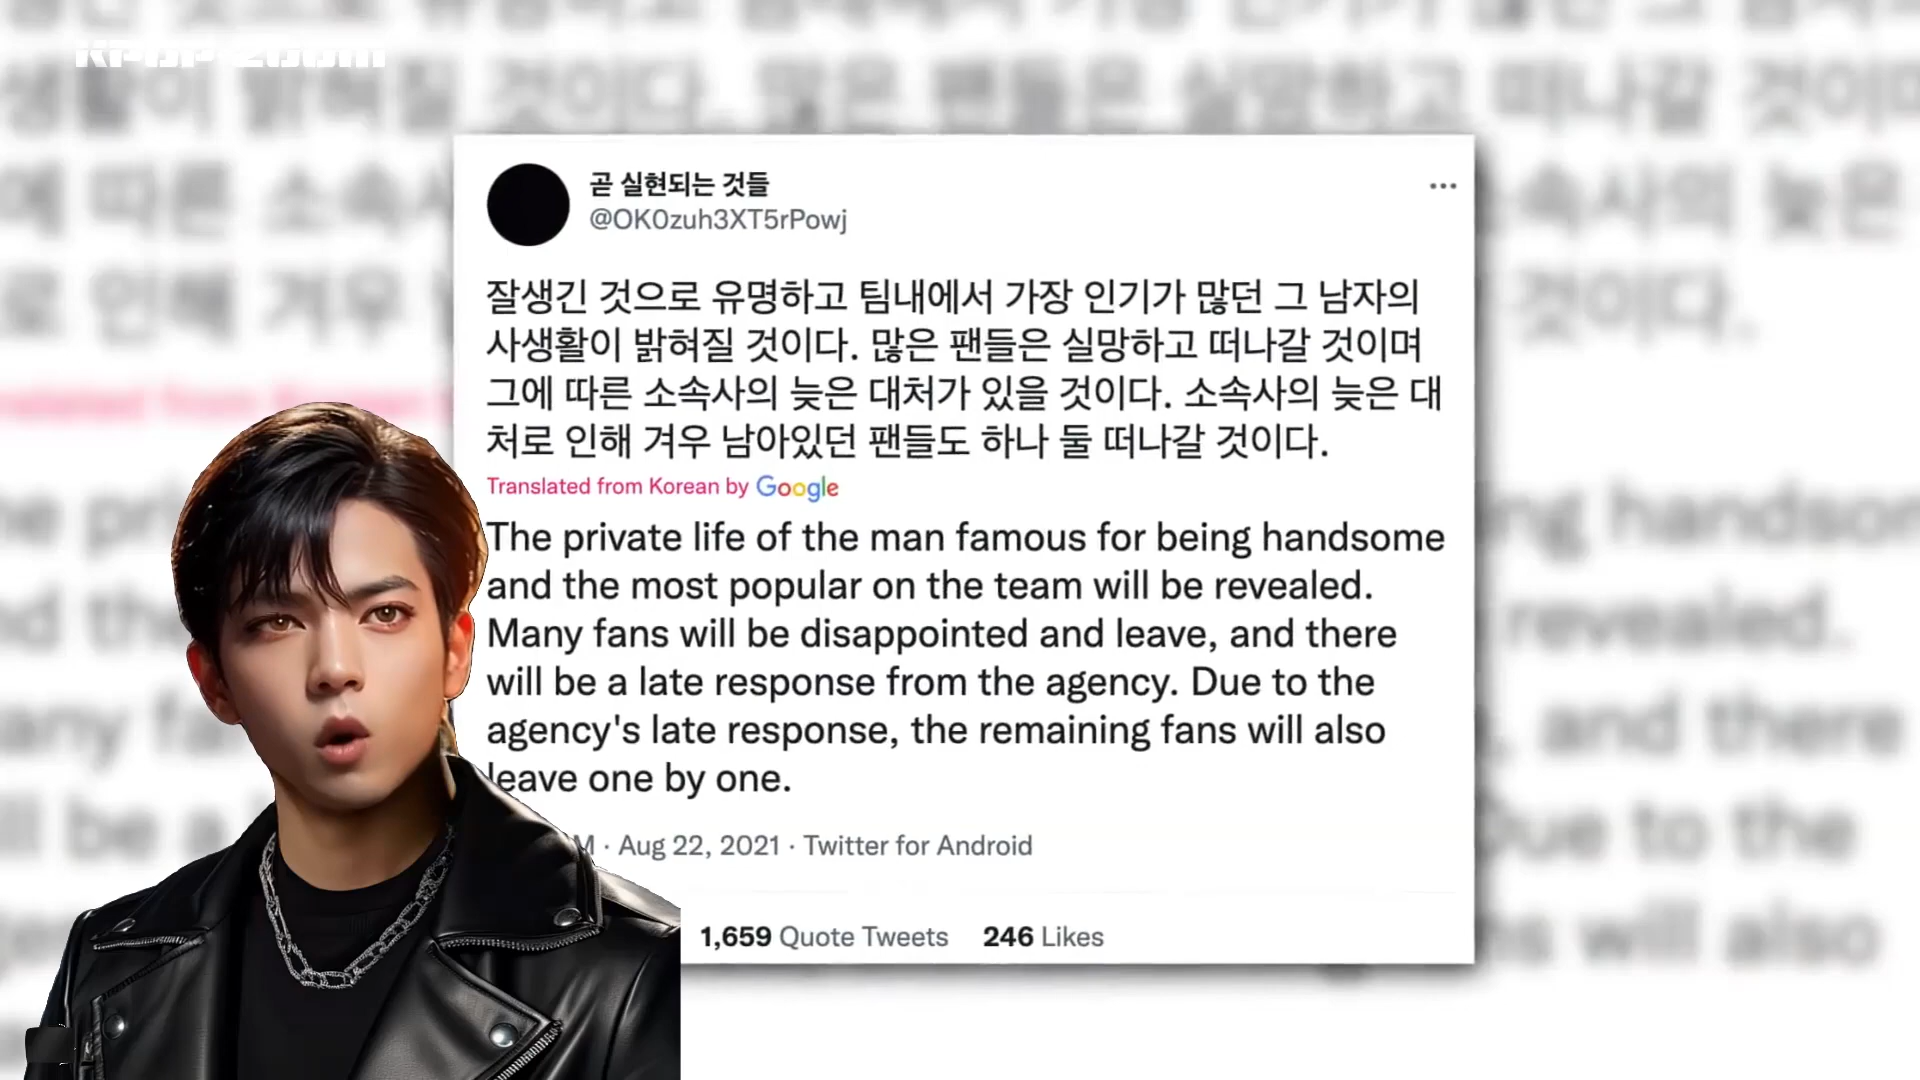 KPOP ZOOM
곧 실현되는 것들
@OK0zuh3XT5rPowj
잘생긴 것으로 유명하고 팀내에서 가장 인기가 많던 그 남자의
사생활이 밝혀질 것이다. 많은 팬들은 실망하고 떠나갈 것이며
그에 따른 소속사의 늦은 대처가 있을 것이다. 소속사의 늦은 대
처로 인해 겨우 남아있던 팬들도 하나 둘 떠나갈 것이다.
Translated from Korean by Google
The private life of the man famous for being handsome
and the most popular on the team will be revealed.
Many fans will be disappointed and leave, and there
will be a late response from the agency. Due to the
agency's late response, the remaining fans will also
leave one by one.
M · Aug 22, 2021 · Twitter for Android
1,659 Quote Tweets 246 Likes